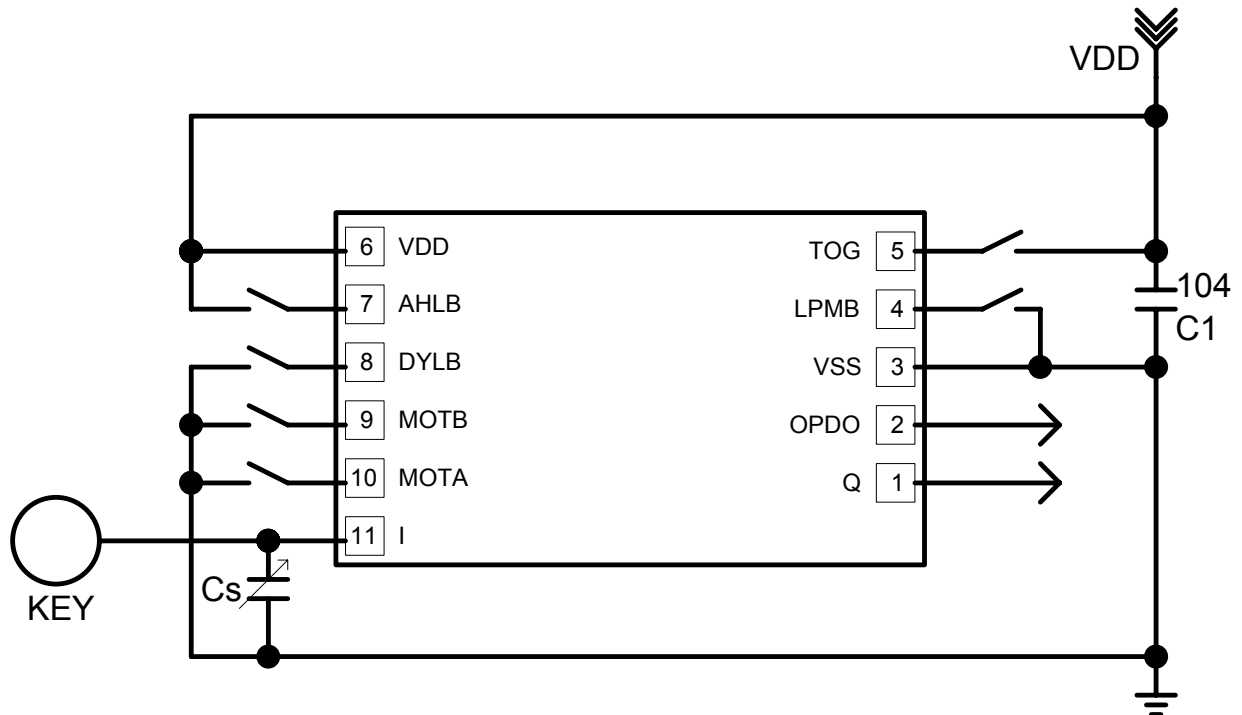 VDD
6 VDD TOG 5
7 AHLB LPMB 4
104
C1
8 DYLB VSS 3
9 MOTB OPDO 2
10 MOTA Q 1
11 I
Cs
KEY